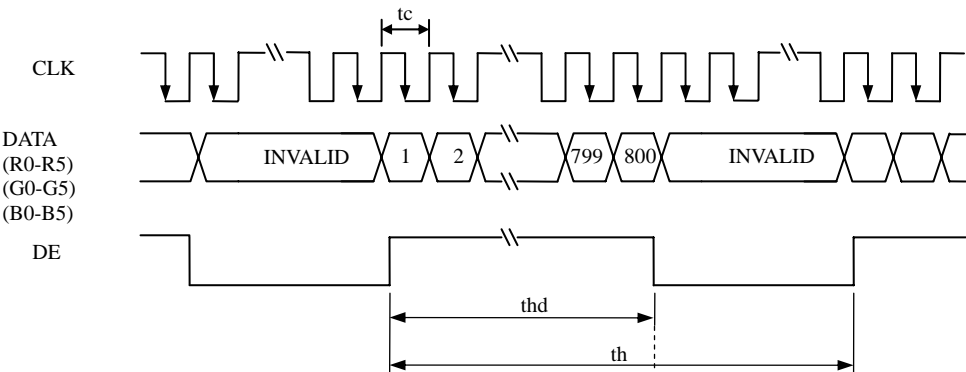 tc
CLK
DATA
(R0-R5)
(G0-G5)
(B0-B5)
INVALID 1 2 799 800 INVALID
DE
thd
th